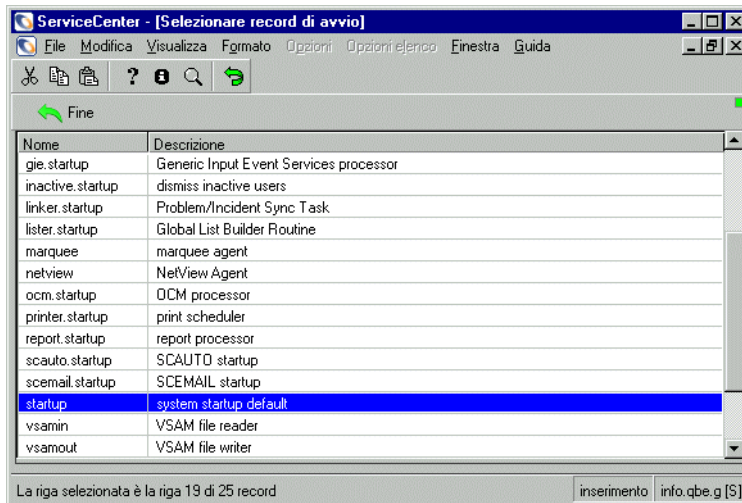 ServiceCenter - [Selezionare record di avvio]
File Modifica Visualizza Formato Opzioni Opzioni elenco Finestra Guida
Fine
Nome Descrizione
gie.startup Generic Input Event Services processor
inactive.startup dismiss inactive users
linker.startup Problem/Incident Sync Task
lister.startup Global List Builder Routine
marquee marquee agent
netview NetView Agent
ocm.startup OCM processor
printer.startup print scheduler
report.startup report processor
scauto.startup SCAUTO startup
scemail.startup SCEMAIL startup
startup system startup default
vsamin VSAM file reader
vsamout VSAM file writer
La riga selezionata è la riga 19 di 25 record inserimento info.qbe.g [S]